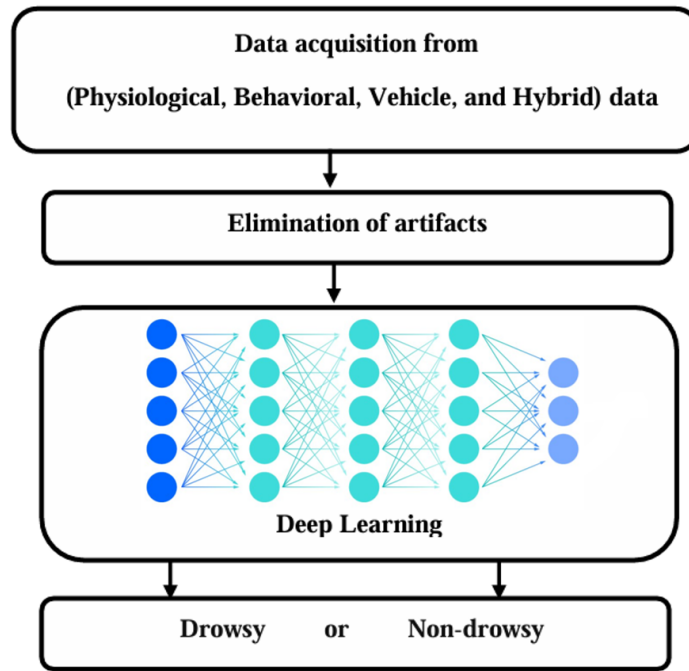 Data acquisition from
(Physiological, Behavioral, Vehicle, and Hybrid) data
Elimination of artifacts
Deep Learning
Drowsy or Non-drowsy